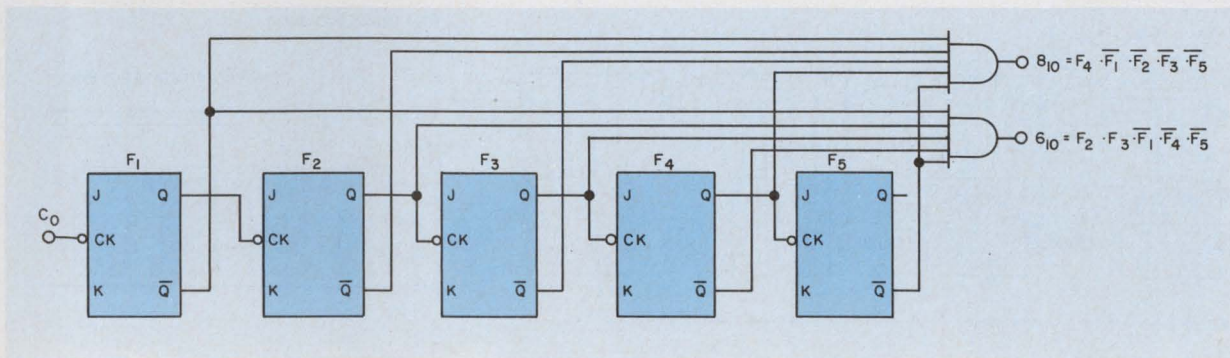 8₁₀ = F₄ · F̅₁ · F̅₂ · F̅₃ · F̅₅
6₁₀ = F₂ · F₃ · F̅₁ · F̅₄ · F̅₅
F₁ F₂ F₃ F₄ F₅
J Q J Q J Q J Q J Q
C₀
CK CK CK CK CK
K Q̅ K Q̅ K Q̅ K Q̅ K Q̅